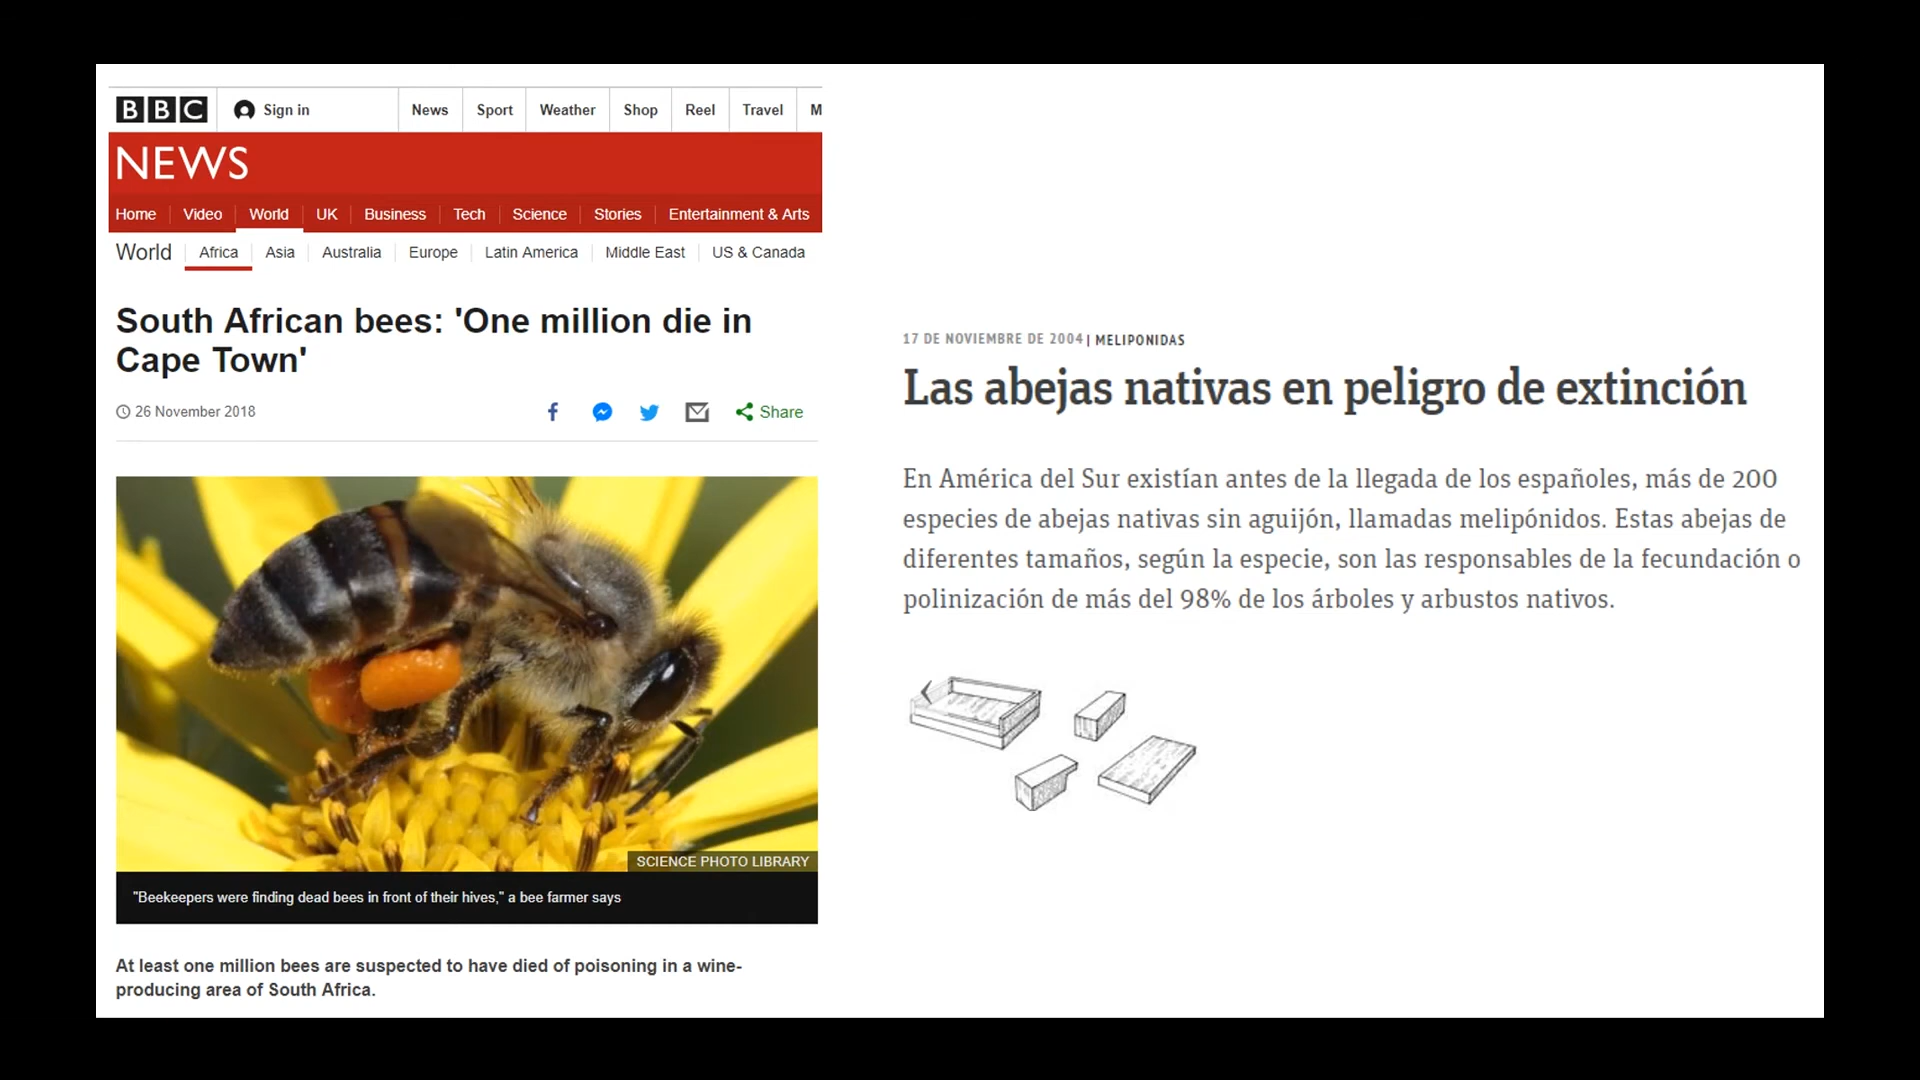 BBC Sign in News Sport Weather Shop Reel Travel M
NEWS
Home Video World UK Business Tech Science Stories Entertainment & Arts
World Africa Asia Australia Europe Latin America Middle East US & Canada
South African bees: 'One million die in
Cape Town'
26 November 2018 Share
SCIENCE PHOTO LIBRARY
"Beekeepers were finding dead bees in front of their hives," a bee farmer says
At least one million bees are suspected to have died of poisoning in a wine-
producing area of South Africa.
17 DE NOVIEMBRE DE 2004 | MELIPONIDAS
Las abejas nativas en peligro de extinción
En América del Sur existían antes de la llegada de los españoles, más de 200
especies de abejas nativas sin aguijón, llamadas melipónidos. Estas abejas de
diferentes tamaños, según la especie, son las responsables de la fecundación o
polinización de más del 98% de los árboles y arbustos nativos.